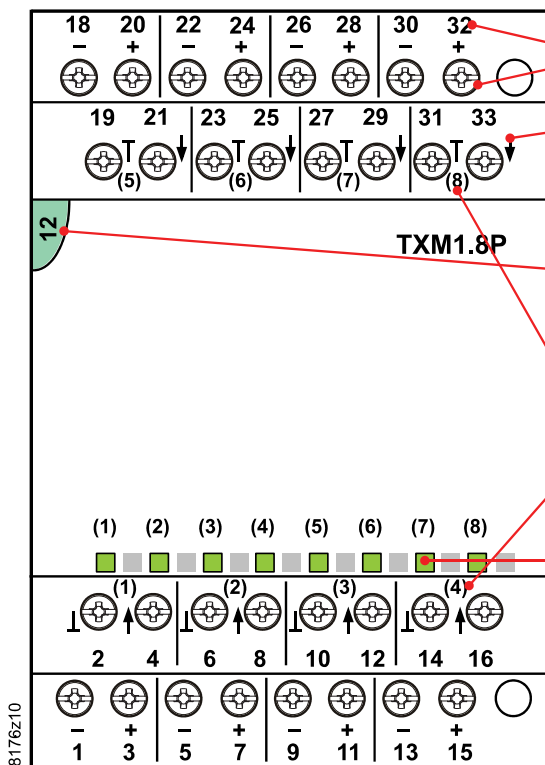 18 20 22 24 26 28 30 32
− + − + − + − +
19 21 23 25 27 29 31 33
(5) (6) (7) (8)
12
TXM1.8P
(1) (2) (3) (4) (5) (6) (7) (8)
(1) (2) (3) (4)
2 4 6 8 10 12 14 16
− + − + − + − +
1 3 5 7 9 11 13 15
8176z10